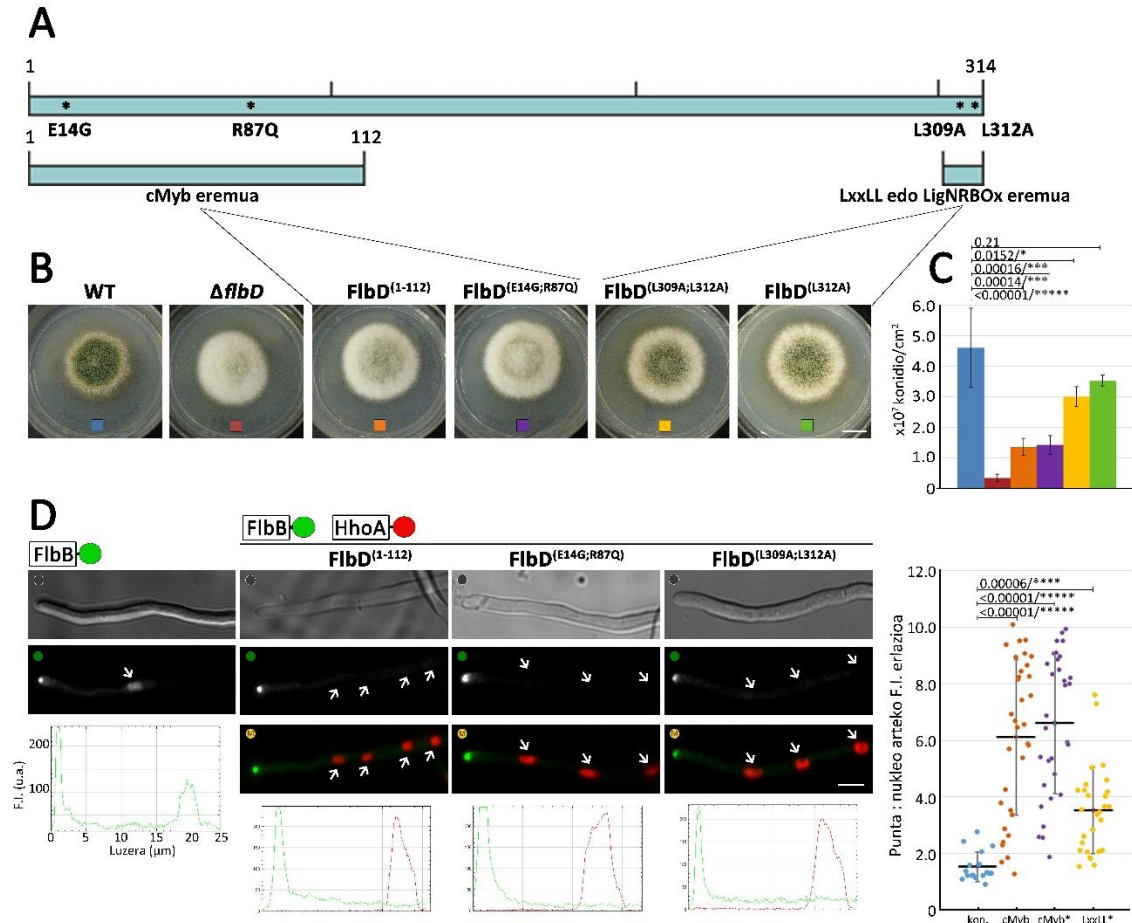 A
1 314
* * * *
E14G R87Q L309A L312A
1 112
cMyb eremua
LxxLL edo LigNRBOx eremua
B
WT ΔflbD FlbD(1-112) FlbD(E14G;R87Q) FlbD(L309A;L312A) FlbD(L312A)
C
0.21
0.0152/*
0.00016/***
0.00014/***
<0.00001/*****
x10⁷ konidio/cm²
6.0
5.0
4.0
3.0
2.0
1.0
0
D
FlbB
FlbB HhoA
FlbD(1-112) FlbD(E14G;R87Q) FlbD(L309A;L312A)
M M M
F.I. (u.a.)
200
100
0 5 10 15 20 25
Luzera (µm)
Punta : nukleo arteko F.I. erlazioa
0.00006/****
<0.00001/*****
<0.00001/*****
12.0
10.0
8.0
6.0
4.0
2.0
0.0
kon. cMyb cMyb* LxxLL*